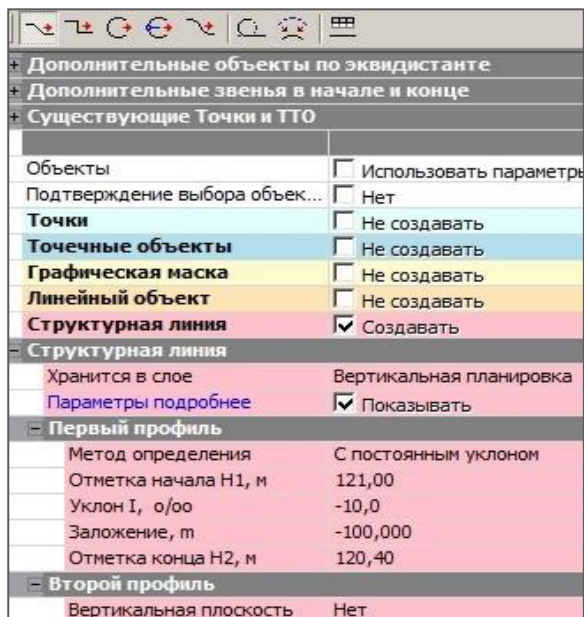 Дополнительные объекты по эквидистанте
Дополнительные звенья в начале и конце
Существующие Точки и ТТО
Объекты Использовать параметры
Подтверждение выбора объек... Нет
Точки Не создавать
Точечные объекты Не создавать
Графическая маска Не создавать
Линейный объект Не создавать
Структурная линия Создавать
Структурная линия
Хранится в слое Вертикальная планировка
Параметры подробнее Показывать
Первый профиль
Метод определения С постоянным уклоном
Отметка начала H1, м 121,00
Уклон I, о/оо -10,0
Заложение, m -100,000
Отметка конца H2, м 120,40
Второй профиль
Вертикальная плоскость Нет